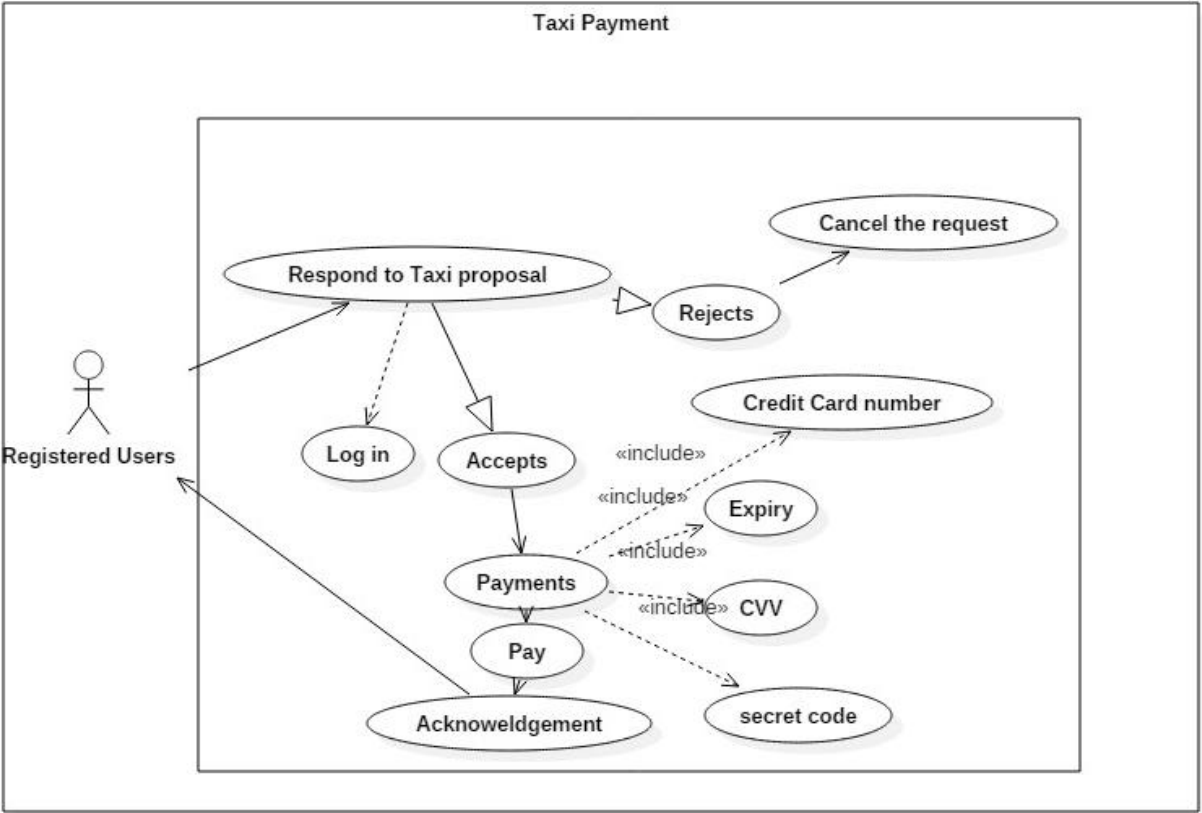 Taxi Payment
Cancel the request
Respond to Taxi proposal
Rejects
Credit Card number
Registered Users
Log in
Accepts
«include»
«include»
Expiry
«include»
Payments
«include»
CVV
Pay
secret code
Acknoweldgement